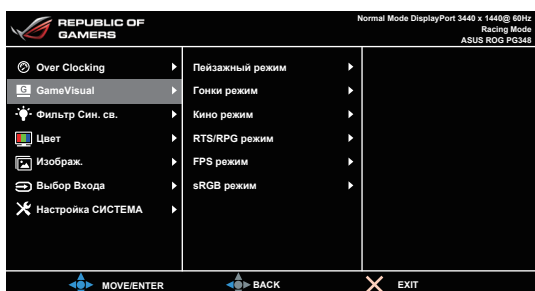 REPUBLIC OF
GAMERS
Normal Mode DisplayPort 3440 x 1440@ 60Hz
Racing Mode
ASUS ROG PG348
Over Clocking
G GameVisual
Фильтр Син. св.
Цвет
Изображ.
Выбор Входа
Настройка СИСТЕМА
Пейзажный режим
Гонки режим
Кино режим
RTS/RPG режим
FPS режим
sRGB режим
MOVE/ENTER
BACK
EXIT